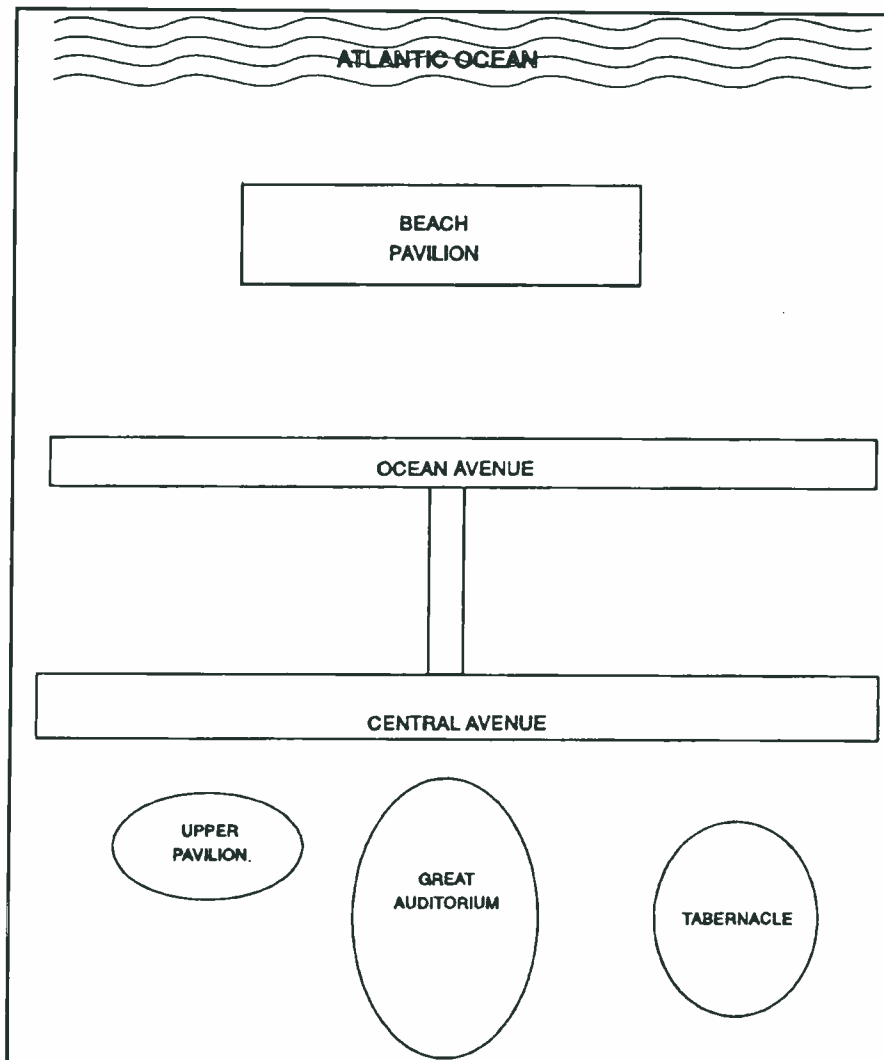 ATLANTIC OCEAN
BEACH
PAVILION
OCEAN AVENUE
CENTRAL AVENUE
UPPER
PAVILION.
GREAT
AUDITORIUM
TABERNACLE